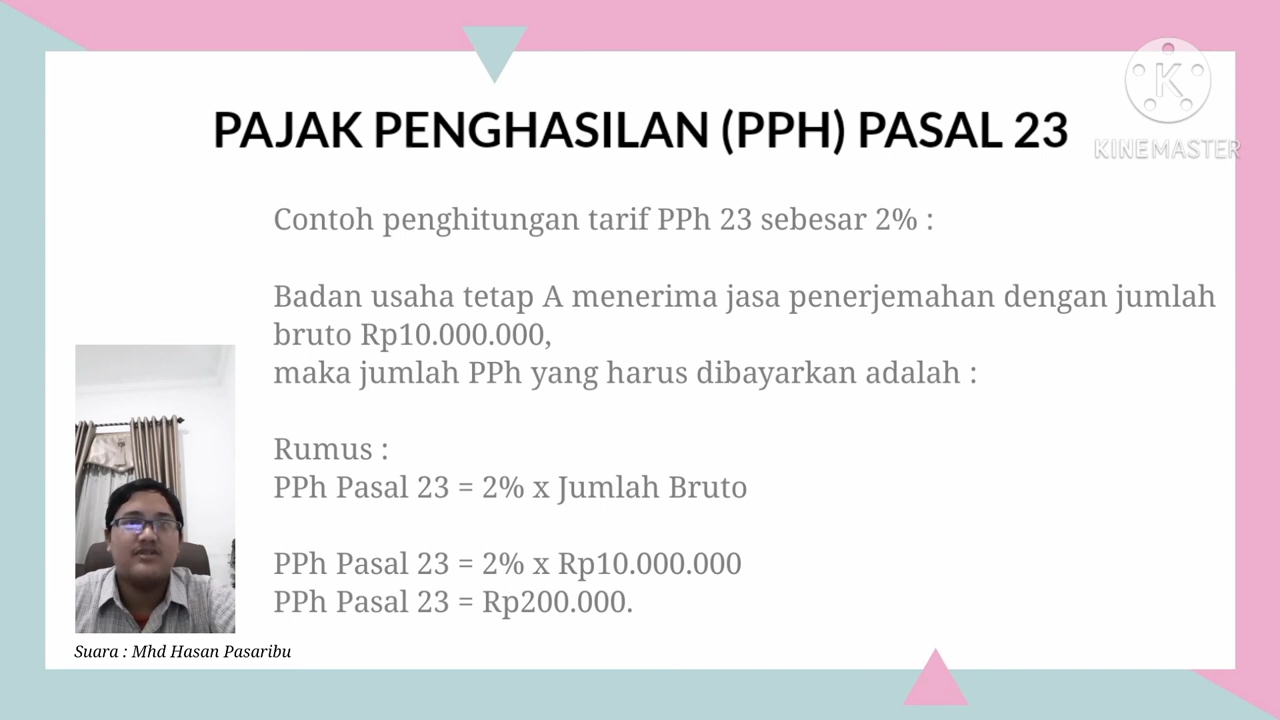 PAJAK PENGHASILAN (PPH) PASAL 23
K
KINEMASTER
Contoh penghitungan tarif PPh 23 sebesar 2% :
Badan usaha tetap A menerima jasa penerjemahan dengan jumlah
bruto Rp10.000.000,
maka jumlah PPh yang harus dibayarkan adalah :
Rumus :
PPh Pasal 23 = 2% x Jumlah Bruto
PPh Pasal 23 = 2% x Rp10.000.000
PPh Pasal 23 = Rp200.000.
Suara : Mhd Hasan Pasaribu